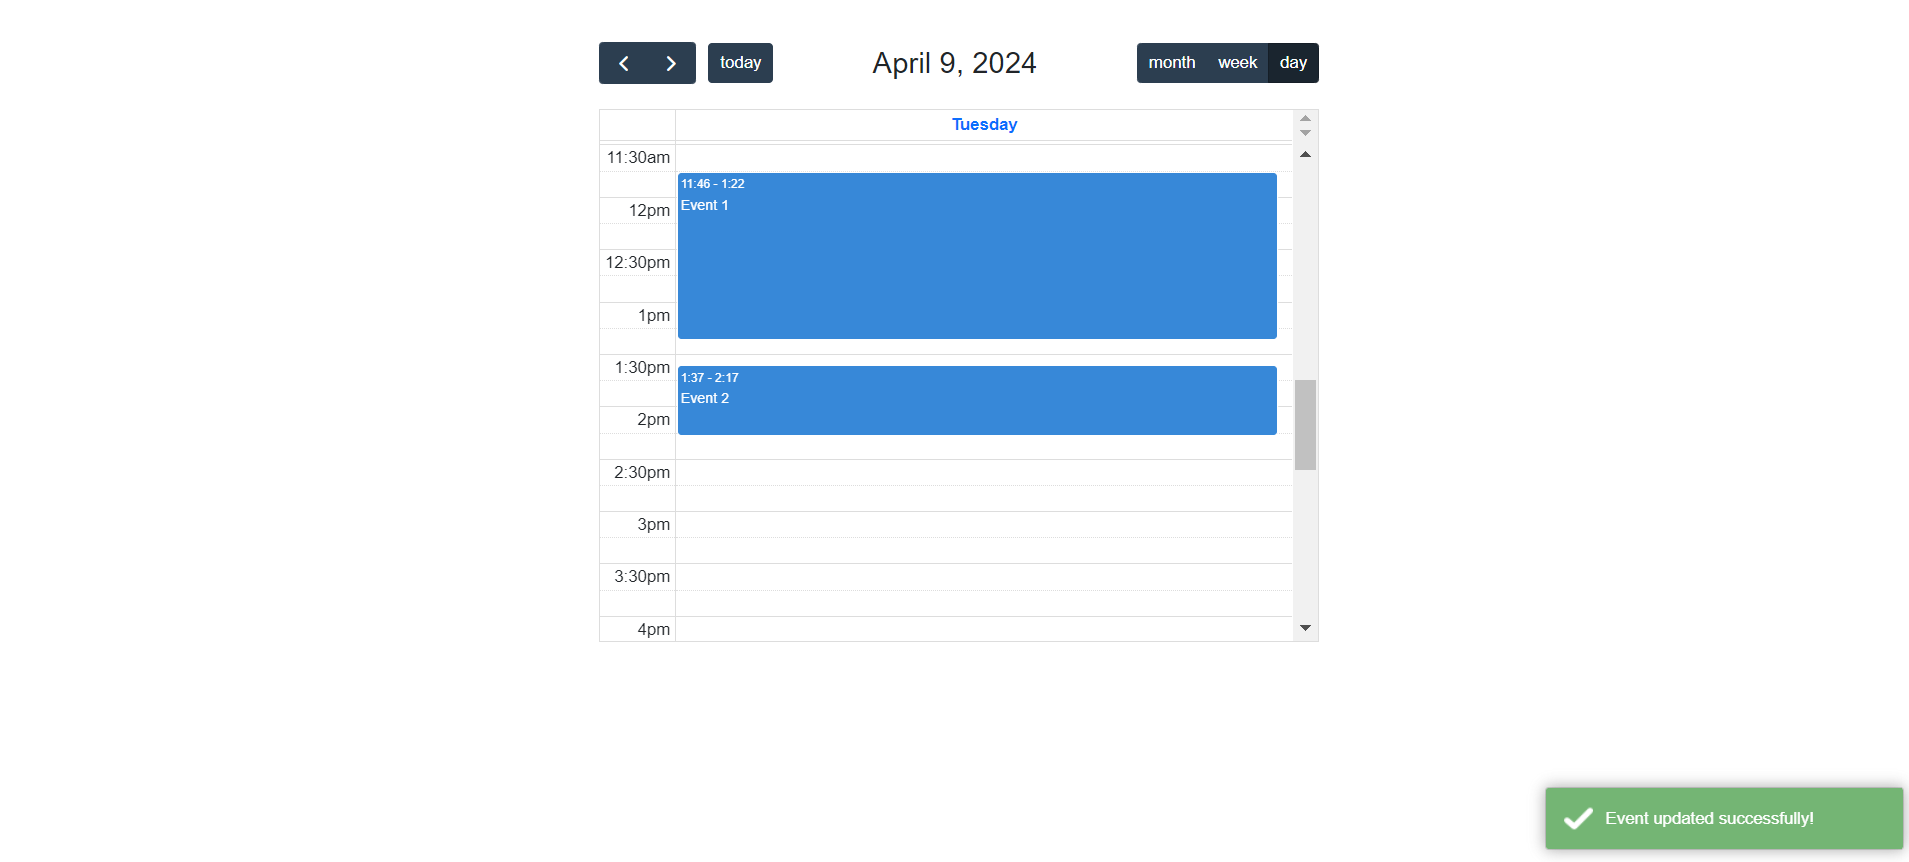 today
April 9, 2024
month week day
Tuesday
11:30am
11:46 - 1:22
Event 1
12pm
12:30pm
1pm
1:30pm
1:37 - 2:17
Event 2
2pm
2:30pm
3pm
3:30pm
4pm
Event updated successfully!